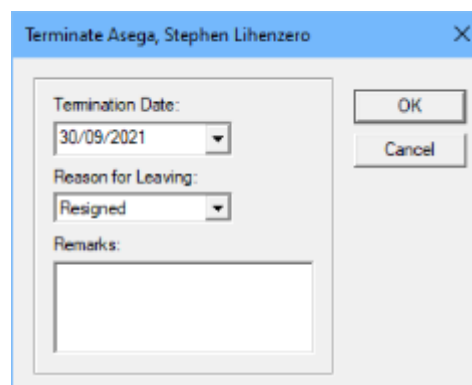 Terminate Asega, Stephen Lihenzero
Termination Date:
30/09/2021
Reason for Leaving:
Resigned
Remarks:
OK
Cancel